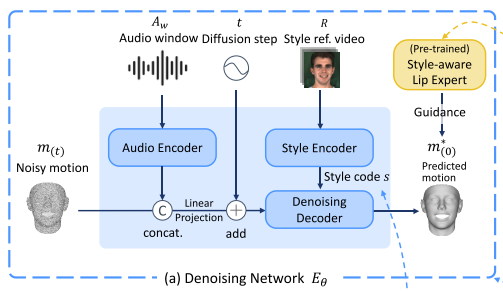 A_w
Audio window
t
Diffusion step
R
Style ref. video
(Pre-trained)
Style-aware
Lip Expert
Guidance
m_(t)
Noisy motion
Audio Encoder
Style Encoder
Style code s
m*_(0)
Predicted
motion
C
concat.
Linear
Projection
+
add
Denoising
Decoder
(a) Denoising Network E_θ